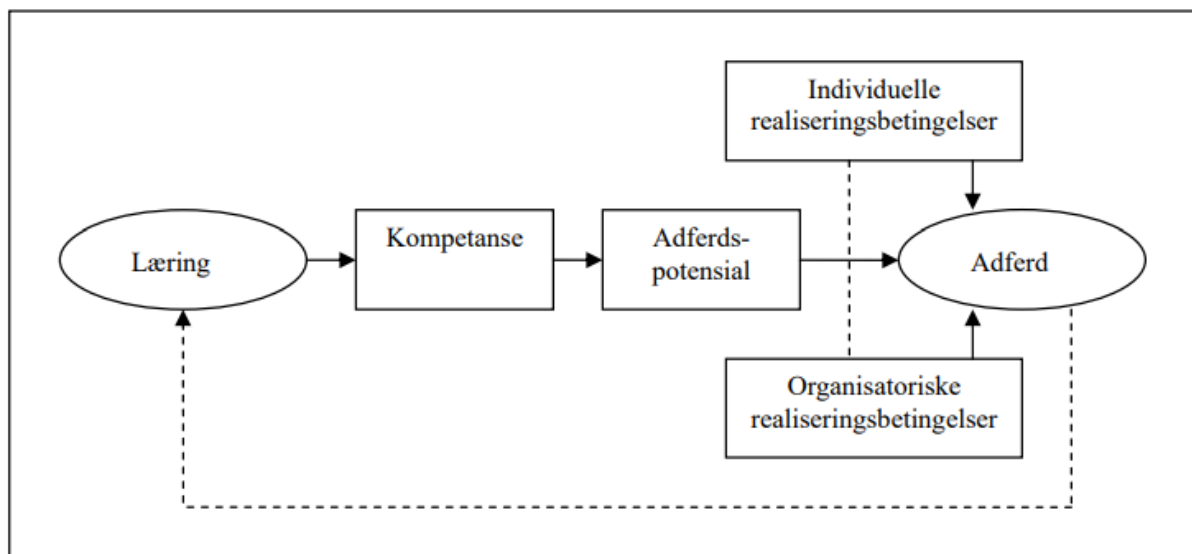 Individuelle
realiseringsbetingelser
Læring
Kompetanse
Adferds-
potensial
Adferd
Organisatoriske
realiseringsbetingelser